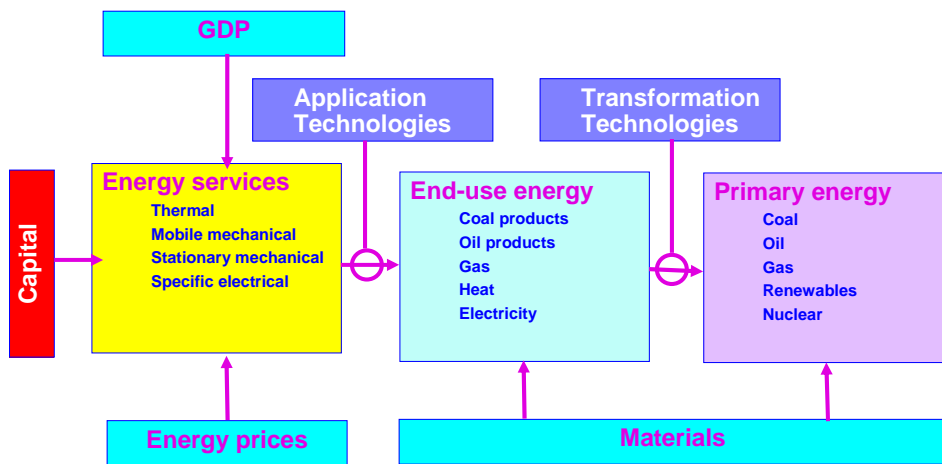 GDP
Application
Technologies
Transformation
Technologies
Capital
Energy services
Thermal
Mobile mechanical
Stationary mechanical
Specific electrical
End-use energy
Coal products
Oil products
Gas
Heat
Electricity
Primary energy
Coal
Oil
Gas
Renewables
Nuclear
Energy prices
Materials